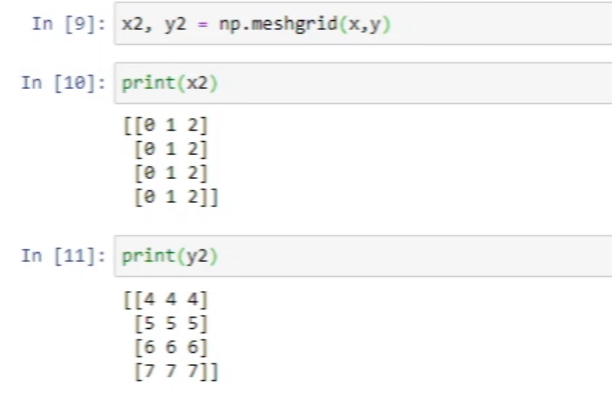 In [9]: x2, y2 = np.meshgrid(x,y)
In [10]: print(x2)
[[0 1 2]
[0 1 2]
[0 1 2]
[0 1 2]]
In [11]: print(y2)
[[4 4 4]
[5 5 5]
[6 6 6]
[7 7 7]]